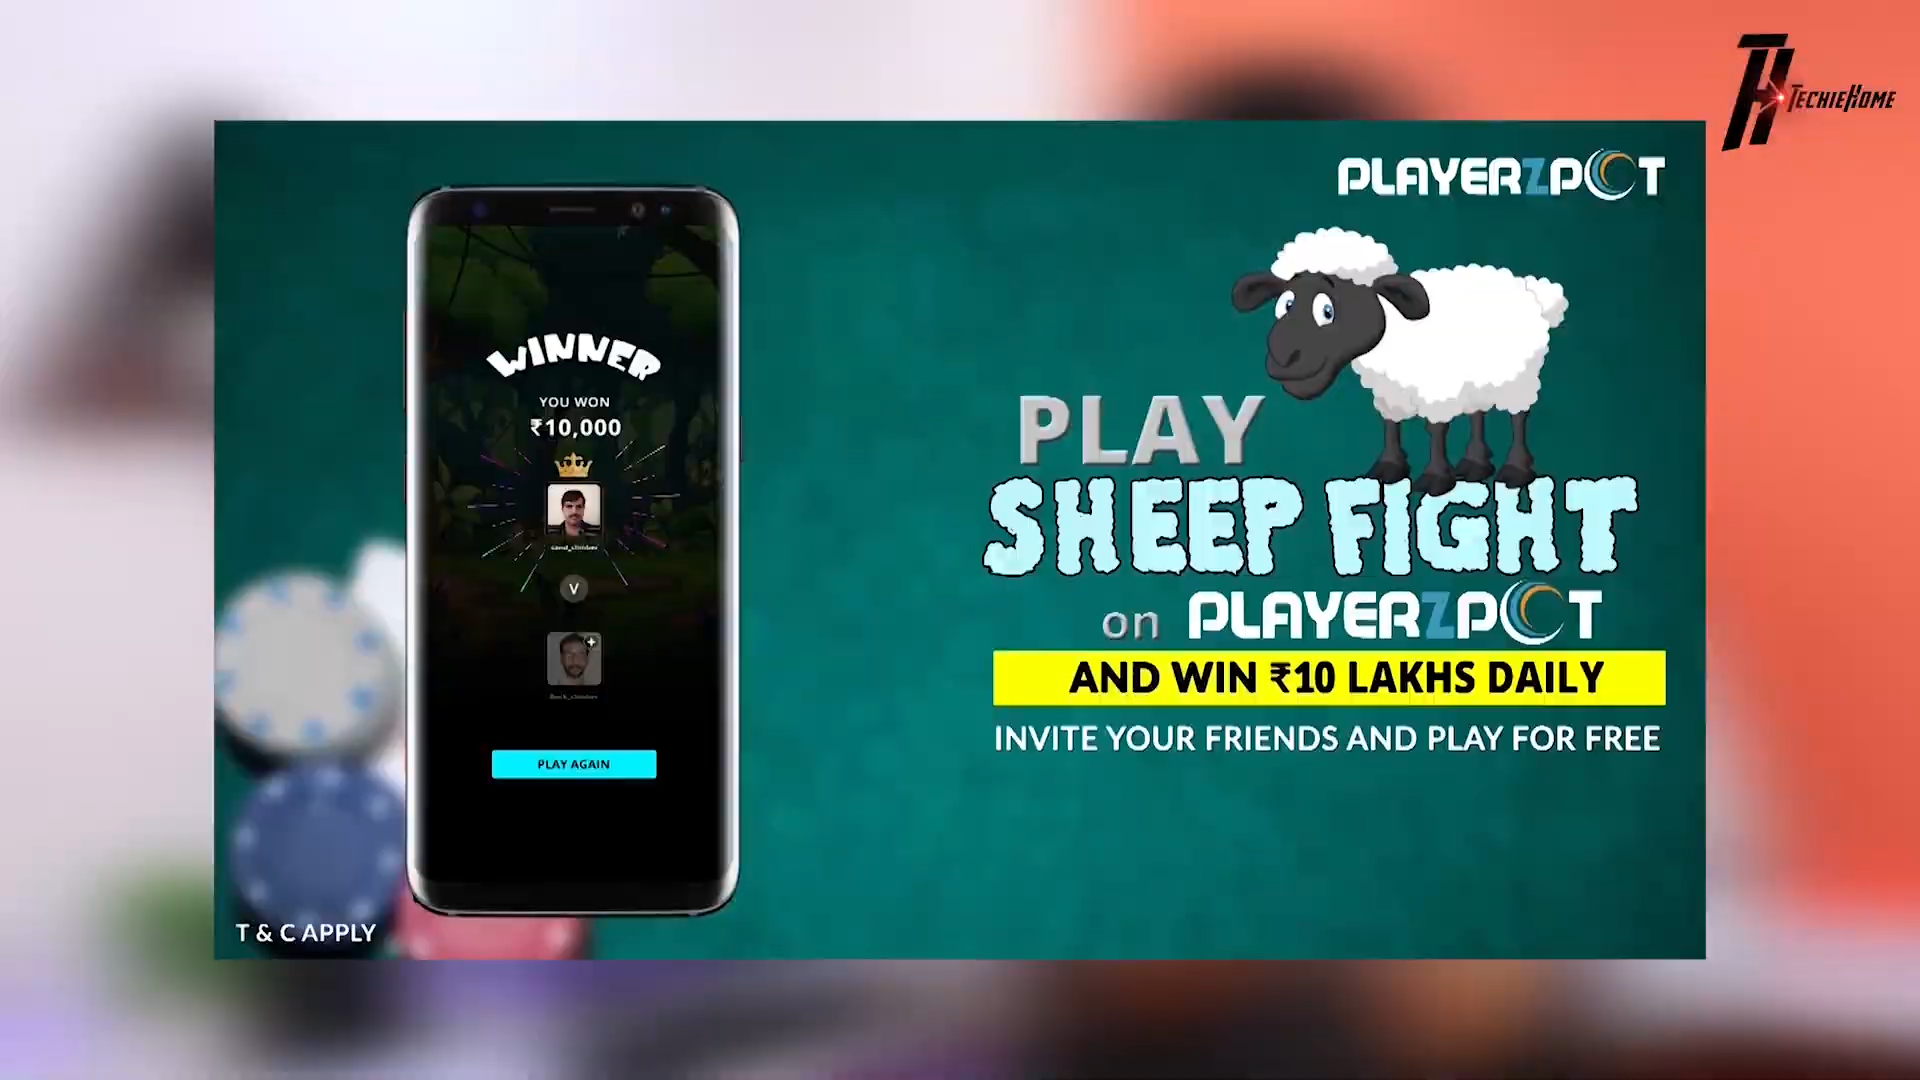 TECHIEHOME
PLAYERZPOT
WINNER
YOU WON
₹10,000
V
PLAY AGAIN
PLAY
SHEEP FIGHT
on PLAYERZPOT
AND WIN ₹10 LAKHS DAILY
INVITE YOUR FRIENDS AND PLAY FOR FREE
T & C APPLY